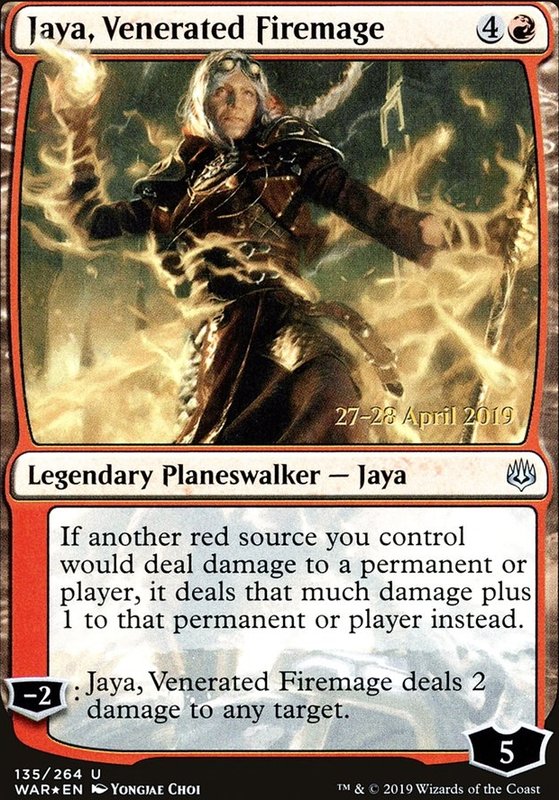 Jaya, Venerated Firemage 4
27-28 April 2019
Legendary Planeswalker — Jaya
If another red source you control
would deal damage to a permanent or
player, it deals that much damage plus
1 to that permanent or player instead.
-2 : Jaya, Venerated Firemage deals 2
damage to any target.
5
135/264 U
WAR★EN Yongjae Choi
™ & © 2019 Wizards of the Coast